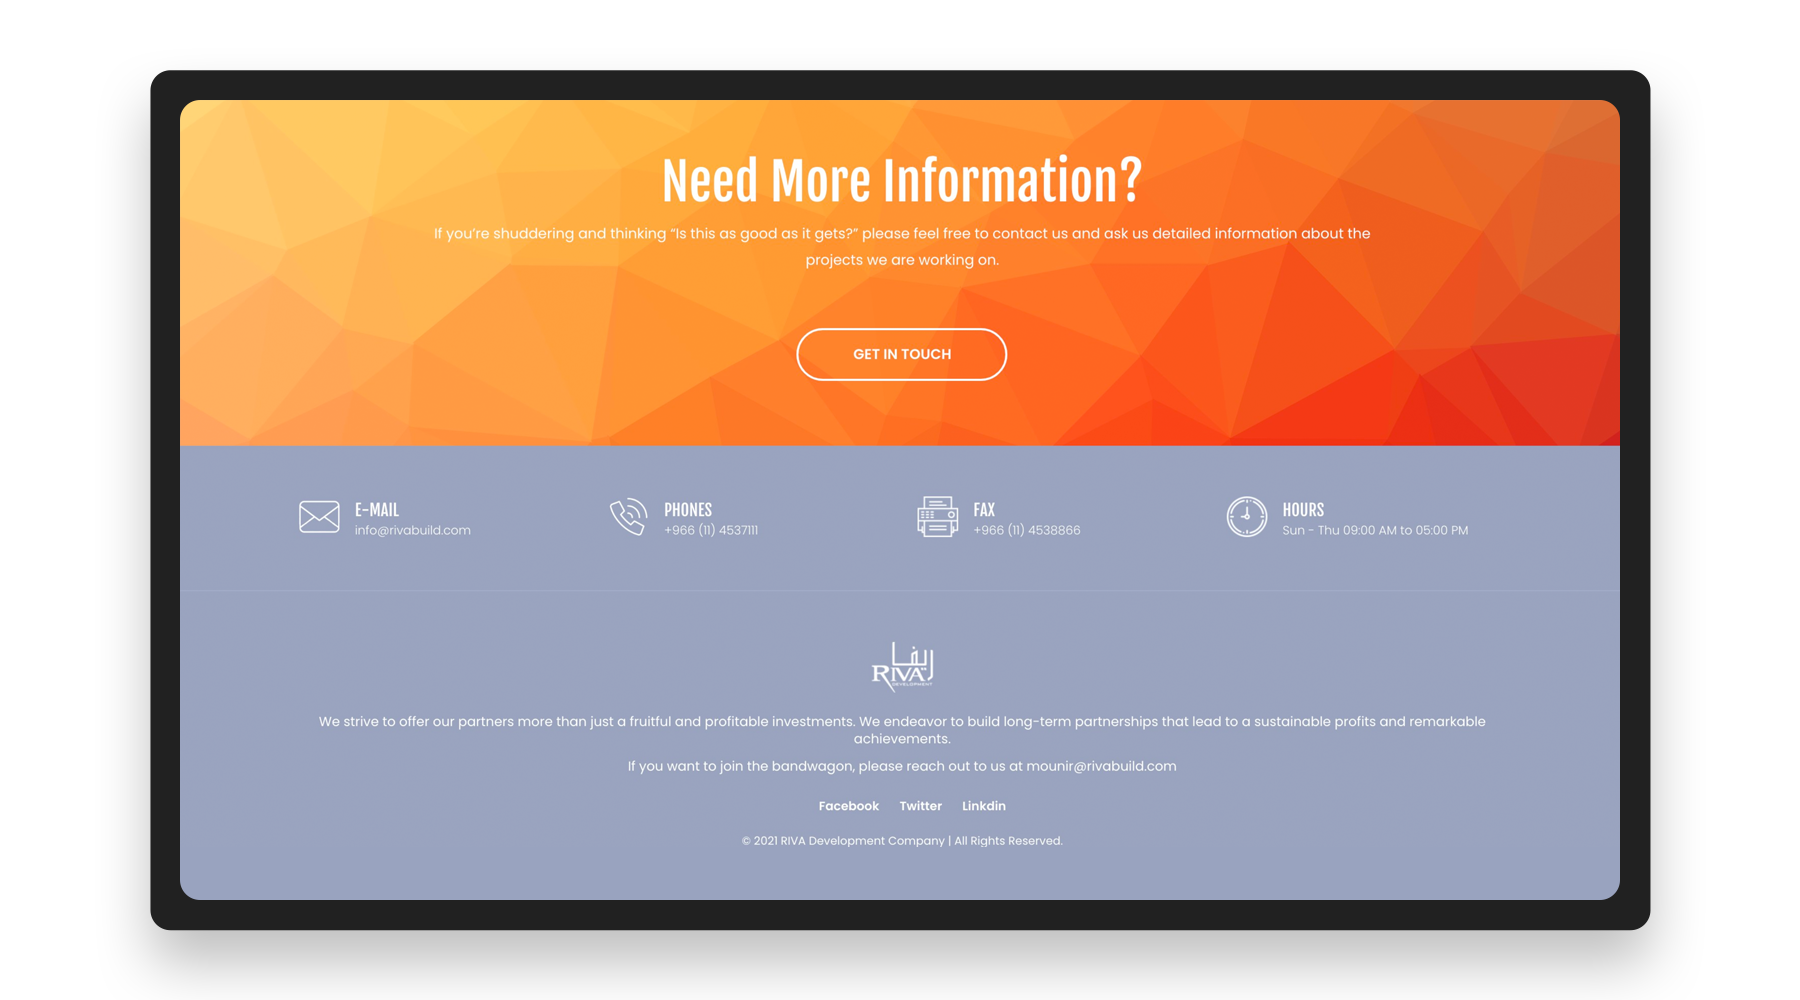 Need More Information?
If you’re shuddering and thinking “Is this as good as it gets?” please feel free to contact us and ask us detailed information about the
projects we are working on.
GET IN TOUCH
E-MAIL
info@rivabuild.com
PHONES
+966 (11) 4537111
FAX
+966 (11) 4538866
HOURS
Sun - Thu 09:00 AM to 05:00 PM
ريفا
RIVA
DEVELOPMENT
We strive to offer our partners more than just a fruitful and profitable investments. We endeavor to build long-term partnerships that lead to a sustainable profits and remarkable
achievements.
If you want to join the bandwagon, please reach out to us at mounir@rivabuild.com
Facebook Twitter Linkdin
© 2021 RIVA Development Company | All Rights Reserved.